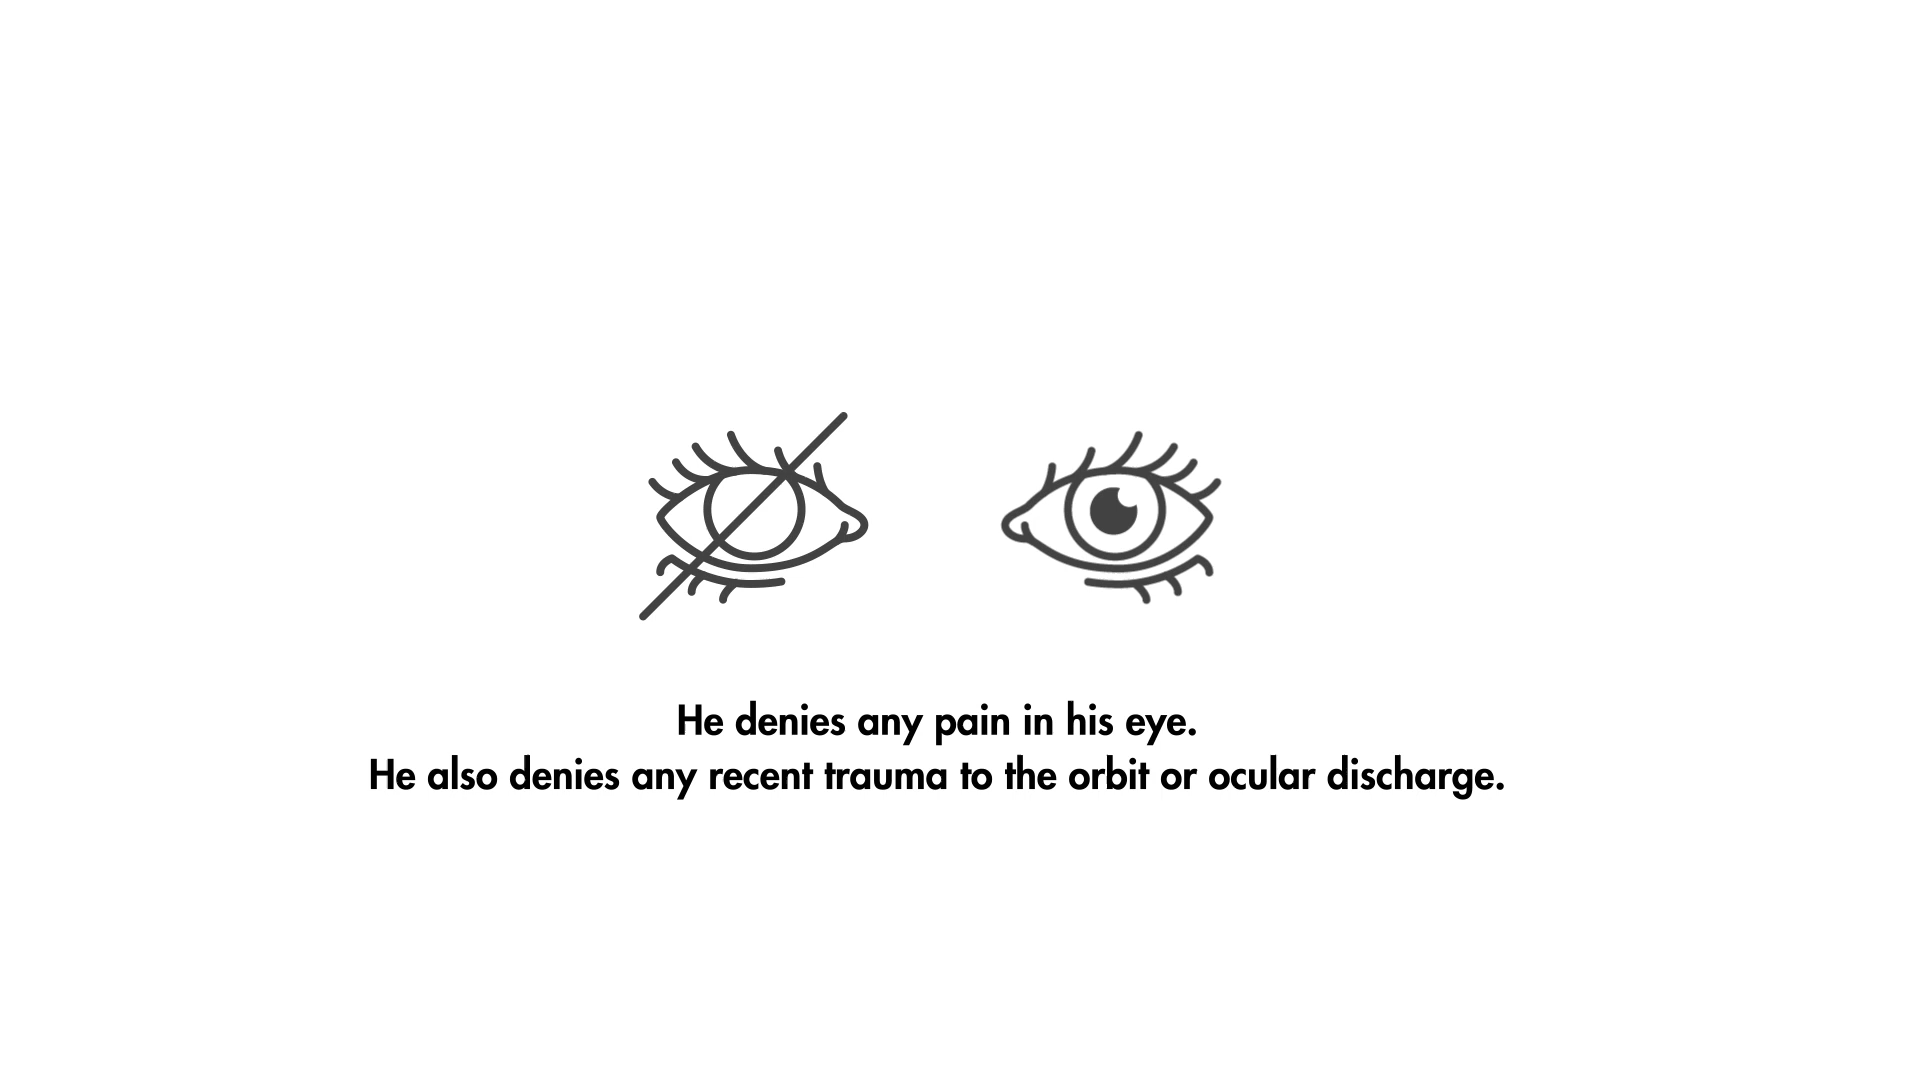 He denies any pain in his eye.
He also denies any recent trauma to the orbit or ocular discharge.